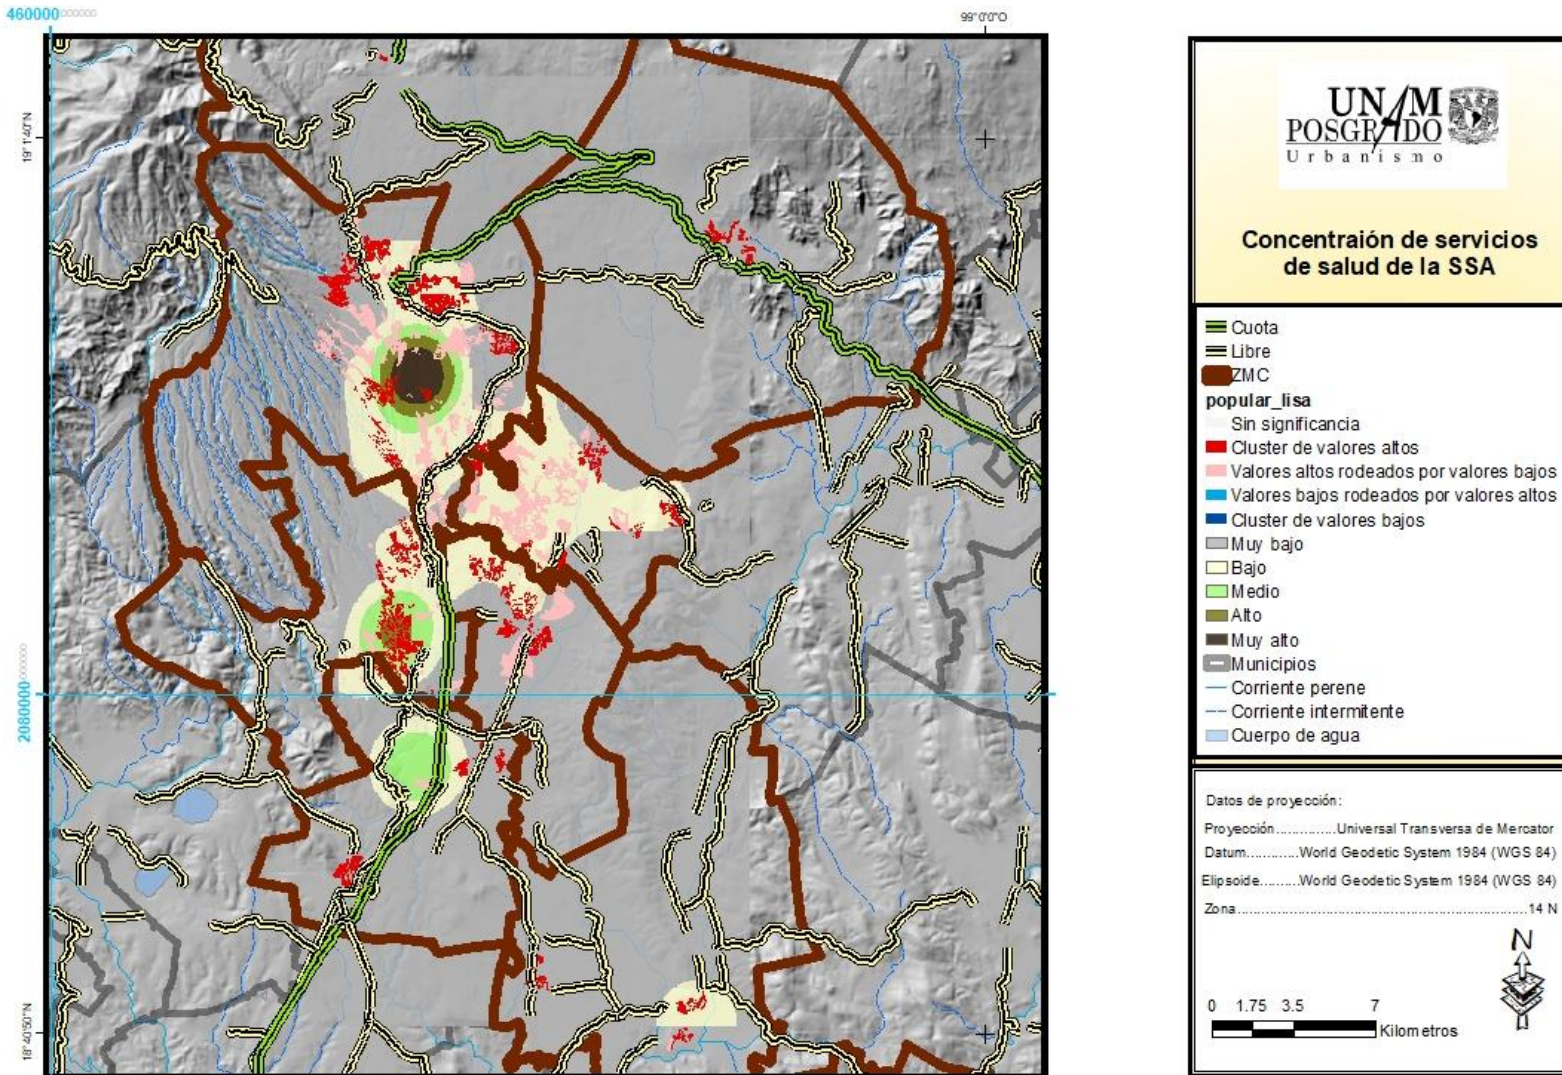 460000
99°0'0"O
19°1'40"N
2080000
18°40'50"N
UNAM
POSGRADO
Urbanismo
Concentraión de servicios
de salud de la SSA
Cuota
Libre
ZMC
popular_lisa
Sin significancia
Cluster de valores altos
Valores altos rodeados por valores bajos
Valores bajos rodeados por valores altos
Cluster de valores bajos
Muy bajo
Bajo
Medio
Alto
Muy alto
Municipios
Corriente perene
Corriente intermitente
Cuerpo de agua
Datos de proyección:
Proyección..............Universal Transversa de Mercator
Datum..........World Geodetic System 1984 (WGS 84)
Elipsoide.........World Geodetic System 1984 (WGS 84)
Zona..............................................................14 N
N
0 1.75 3.5 7
Kilometros